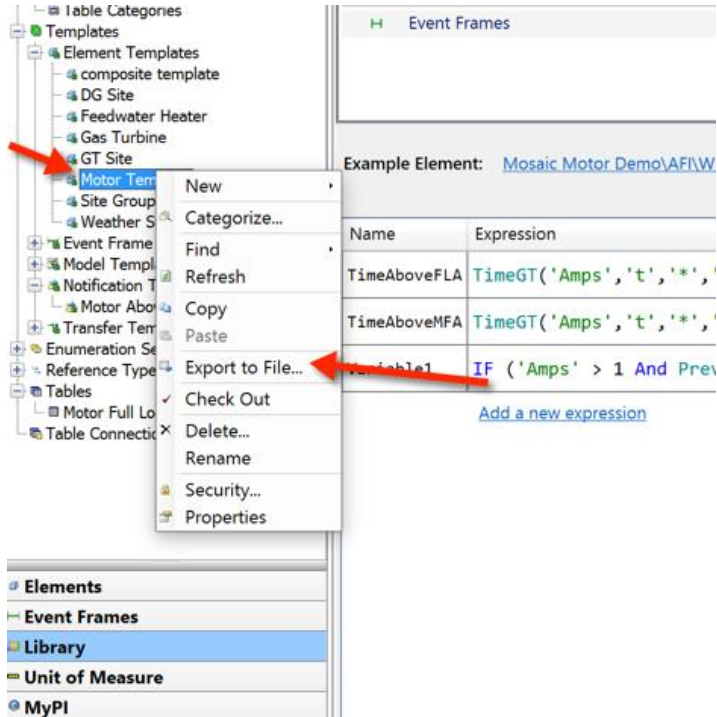 Table Categories
Templates
Element Templates
composite template
DG Site
Feedwater Heater
Gas Turbine
GT Site
Motor Tem
Site Group
Weather S
Event Frame
Model Templ
Notification T
Motor Abo
Transfer Tem
Enumeration Se
Reference Type
Tables
Motor Full Lo
Table Connectio
New
Categorize...
Find
Refresh
Copy
Paste
Export to File...
Check Out
Delete...
Rename
Security...
Properties
Event Frames
Example Element: Mosaic Motor Demo\AFI\W
Name Expression
TimeAboveFLA TimeGT('Amps','t','*','
TimeAboveMFA TimeGT('Amps','t','*','
Variable1 IF ('Amps' > 1 And Prev
Add a new expression
Elements
Event Frames
Library
Unit of Measure
MyPI